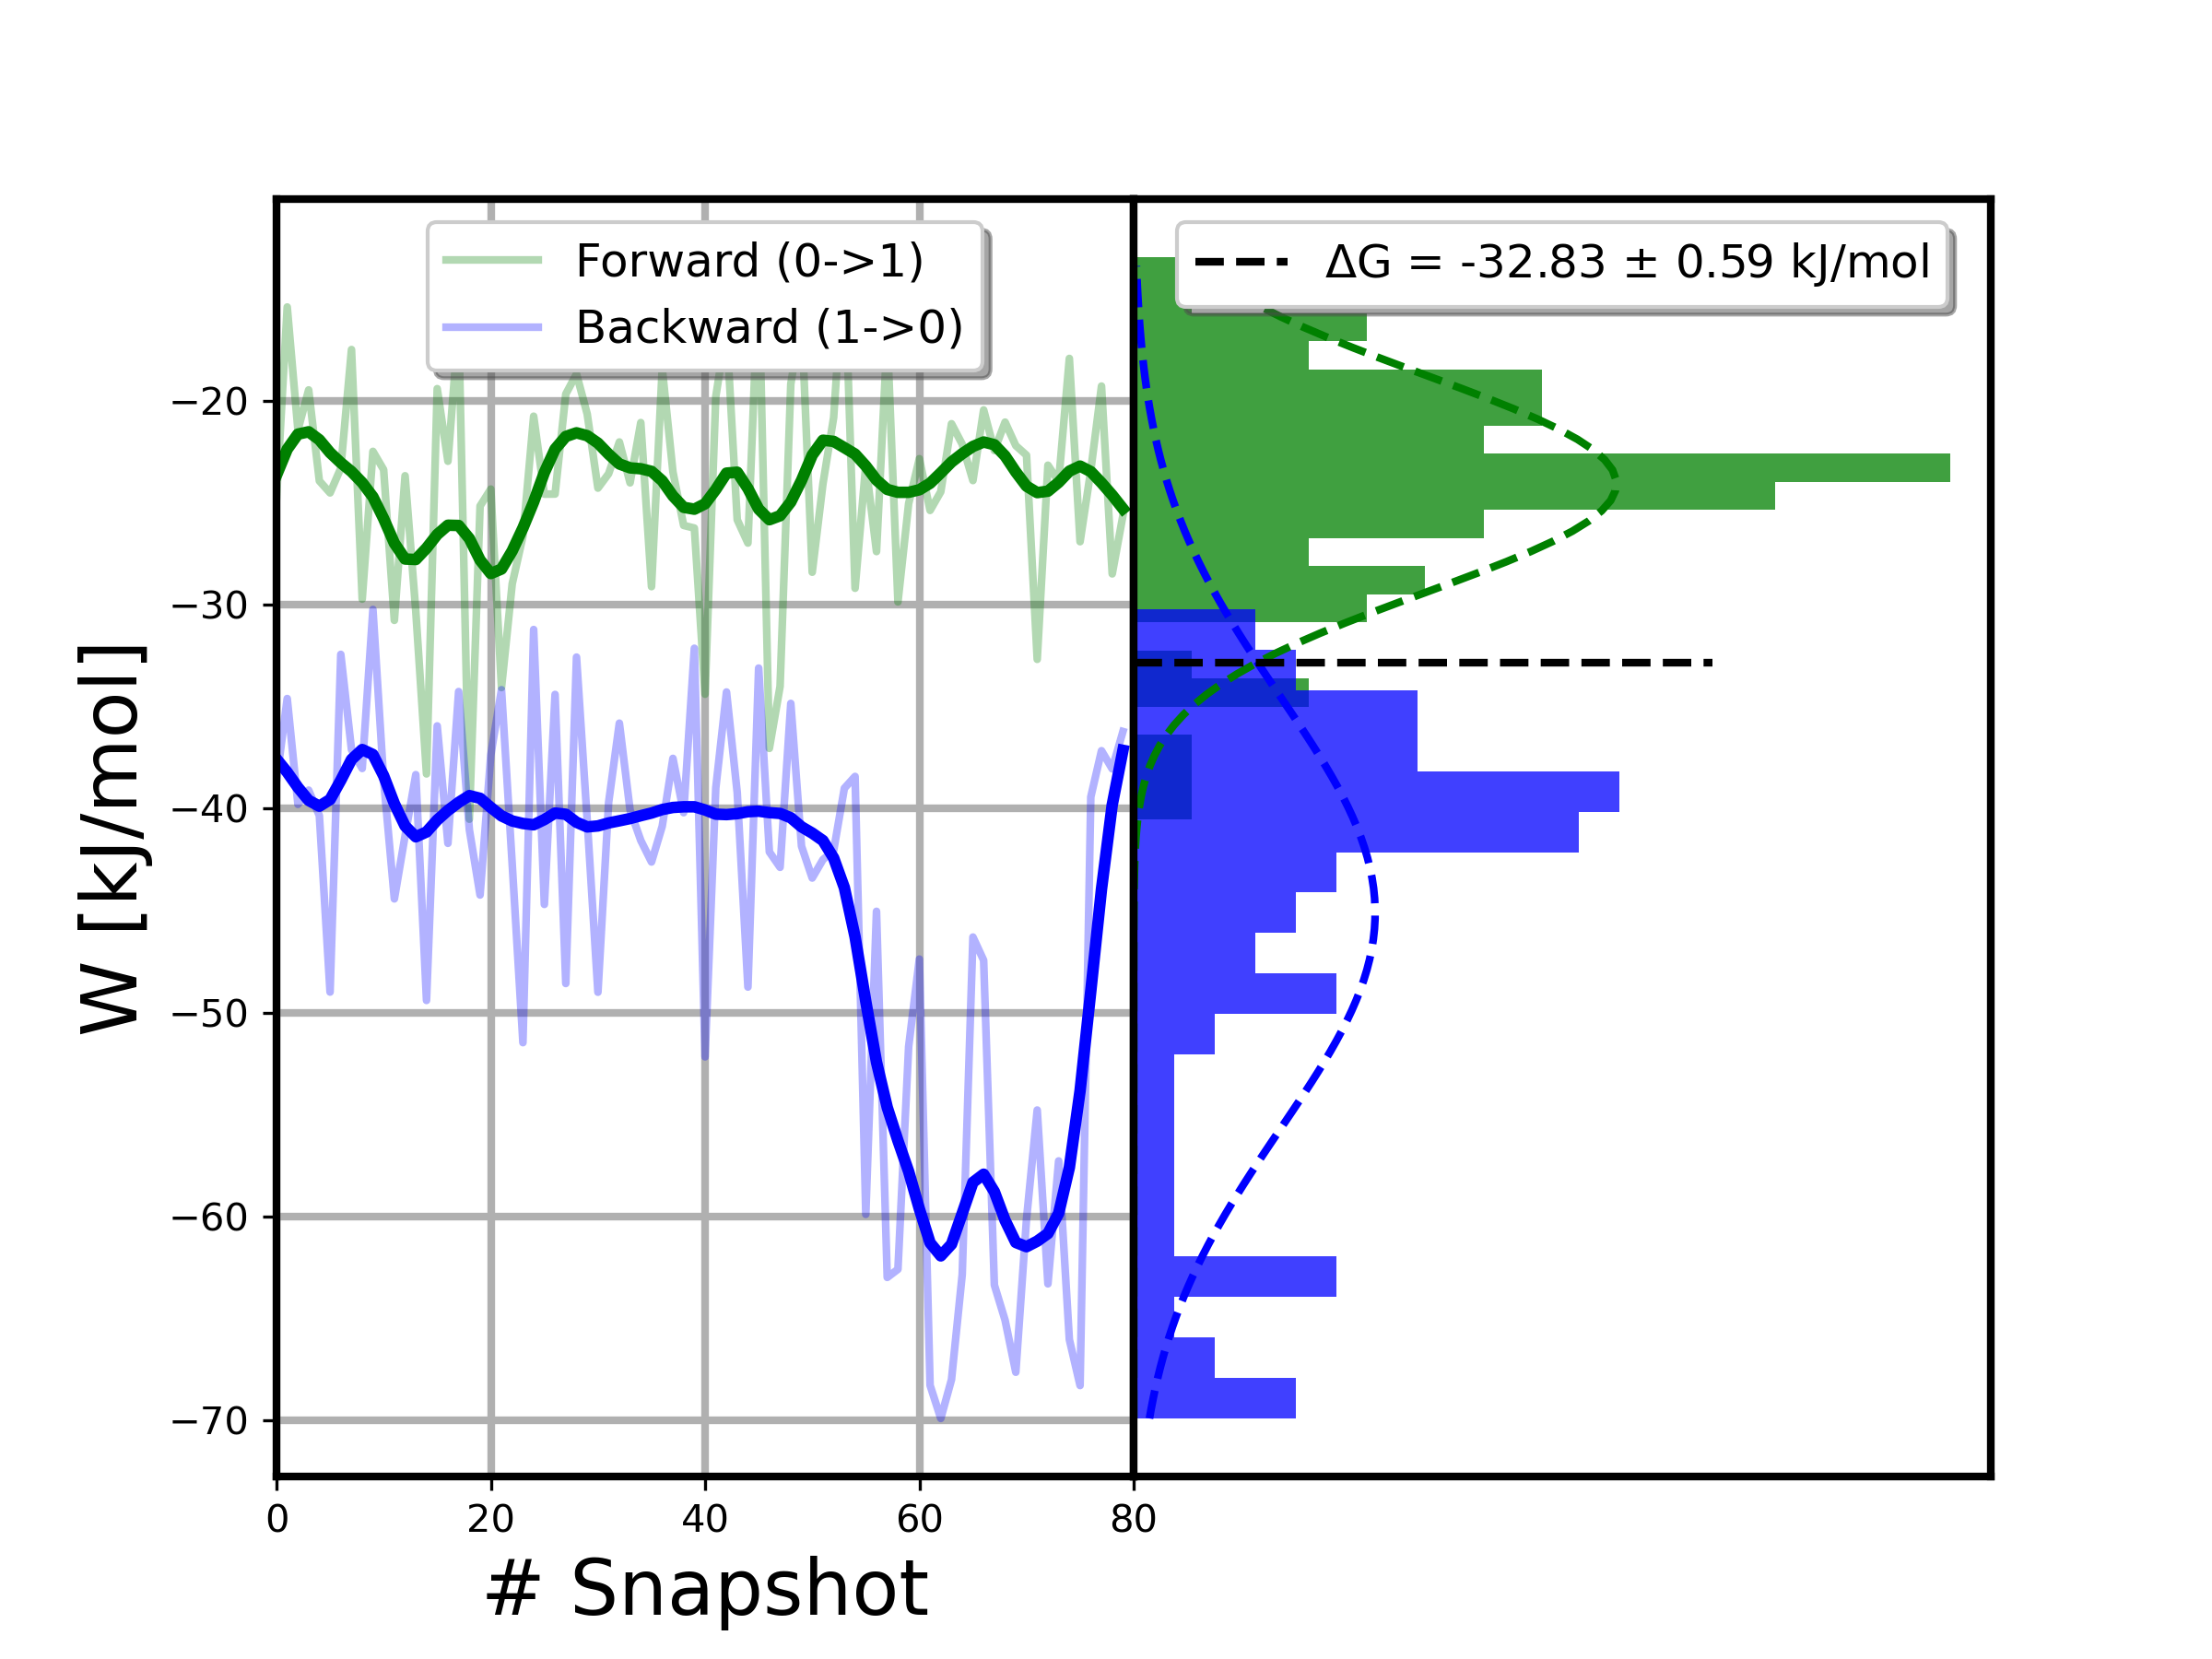 Forward (0->1)
Backward (1->0)
ΔG = -32.83 ± 0.59 kJ/mol
−20
−30
−40
−50
−60
−70
W [kJ/mol]
0 20 40 60 80
# Snapshot